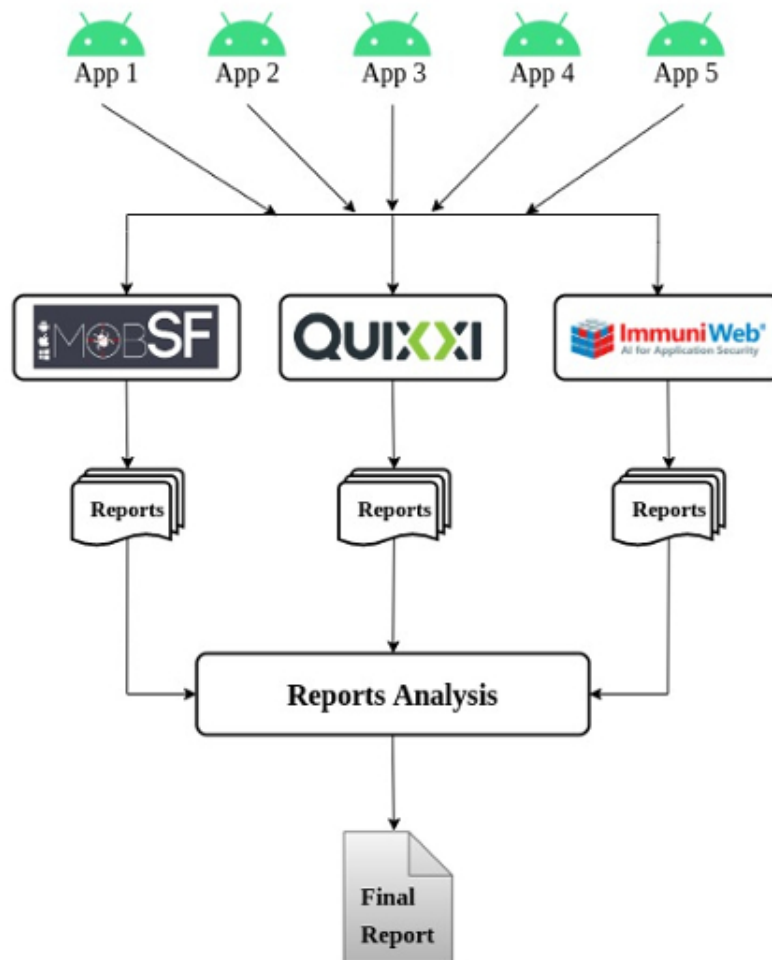 App 1
App 2
App 3
App 4
App 5
MOBSF
QUIXXI
ImmuniWeb®
AI for Application Security
Reports
Reports
Reports
Reports Analysis
Final
Report